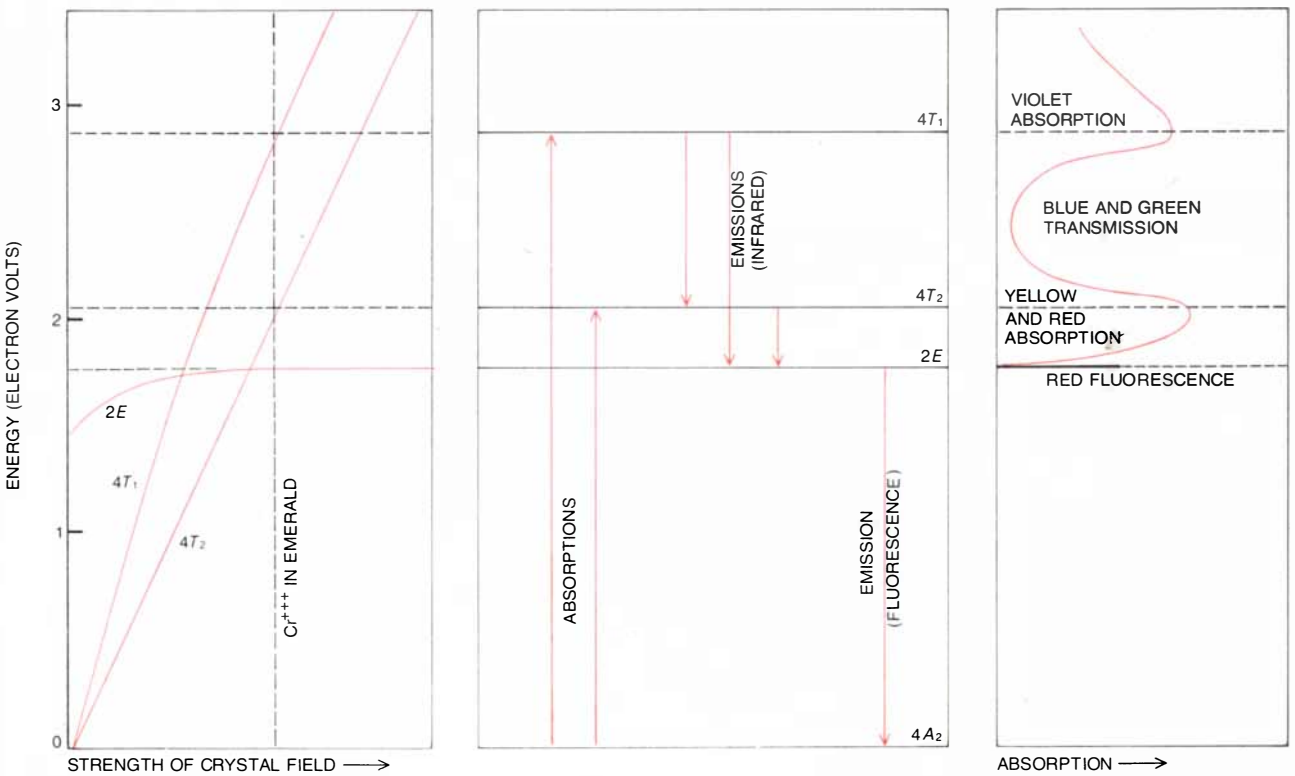 ENERGY (ELECTRON VOLTS)
3
2
1
0
2E
4T₁
4T₂
Cr⁺⁺⁺ IN EMERALD
STRENGTH OF CRYSTAL FIELD ⟶
4T₁
4T₂
2E
4A₂
ABSORPTIONS
EMISSIONS
(INFRARED)
EMISSION
(FLUORESCENCE)
VIOLET
ABSORPTION
BLUE AND GREEN
TRANSMISSION
YELLOW
AND RED
ABSORPTION
RED FLUORESCENCE
ABSORPTION ⟶